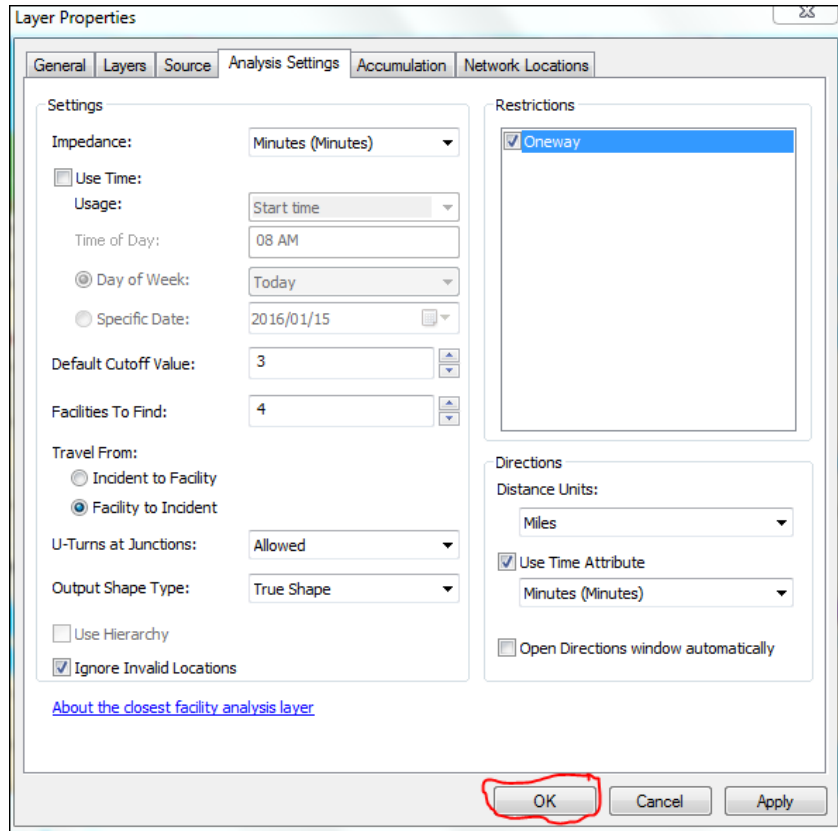 Layer Properties
General Layers Source Analysis Settings Accumulation Network Locations
Settings
Impedance: Minutes (Minutes)
Use Time:
Usage: Start time
Time of Day: 08 AM
Day of Week: Today
Specific Date: 2016/01/15
Default Cutoff Value: 3
Facilities To Find: 4
Travel From:
Incident to Facility
Facility to Incident
U-Turns at Junctions: Allowed
Output Shape Type: True Shape
Use Hierarchy
Ignore Invalid Locations
Restrictions
Oneway
Directions
Distance Units:
Miles
Use Time Attribute
Minutes (Minutes)
Open Directions window automatically
About the closest facility analysis layer
OK Cancel Apply